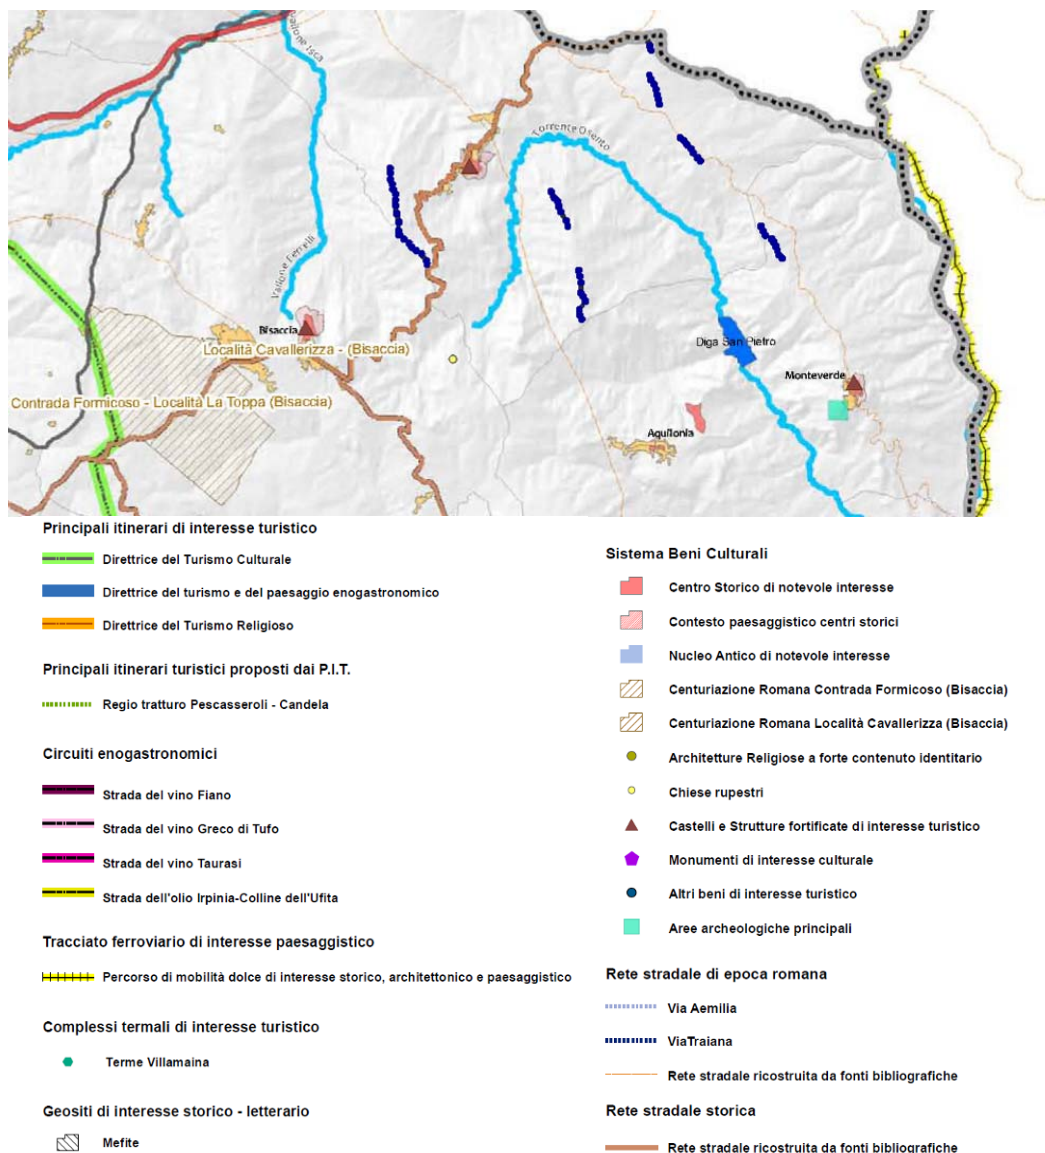 Vallone Isca
Torrente Osento
Vallone Ferrelli
Bisaccia
Località Cavallerizza - (Bisaccia)
Diga San Pietro
Monteverde
Contrada Formicoso - Località La Toppa (Bisaccia)
Aquilonia
Principali itinerari di interesse turistico
Direttrice del Turismo Culturale
Direttrice del turismo e del paesaggio enogastronomico
Direttrice del Turismo Religioso
Principali itinerari turistici proposti dai P.I.T.
Regio tratturo Pescasseroli - Candela
Circuiti enogastronomici
Strada del vino Fiano
Strada del vino Greco di Tufo
Strada del vino Taurasi
Strada dell'olio Irpinia-Colline dell'Ufita
Tracciato ferroviario di interesse paesaggistico
Percorso di mobilità dolce di interesse storico, architettonico e paesaggistico
Complessi termali di interesse turistico
Terme Villamaina
Geositi di interesse storico - letterario
Mefite
Sistema Beni Culturali
Centro Storico di notevole interesse
Contesto paesaggistico centri storici
Nucleo Antico di notevole interesse
Centuriazione Romana Contrada Formicoso (Bisaccia)
Centuriazione Romana Località Cavallerizza (Bisaccia)
Architetture Religiose a forte contenuto identitario
Chiese rupestri
Castelli e Strutture fortificate di interesse turistico
Monumenti di interesse culturale
Altri beni di interesse turistico
Aree archeologiche principali
Rete stradale di epoca romana
Via Aemilia
ViaTraiana
Rete stradale ricostruita da fonti bibliografiche
Rete stradale storica
Rete stradale ricostruita da fonti bibliografiche